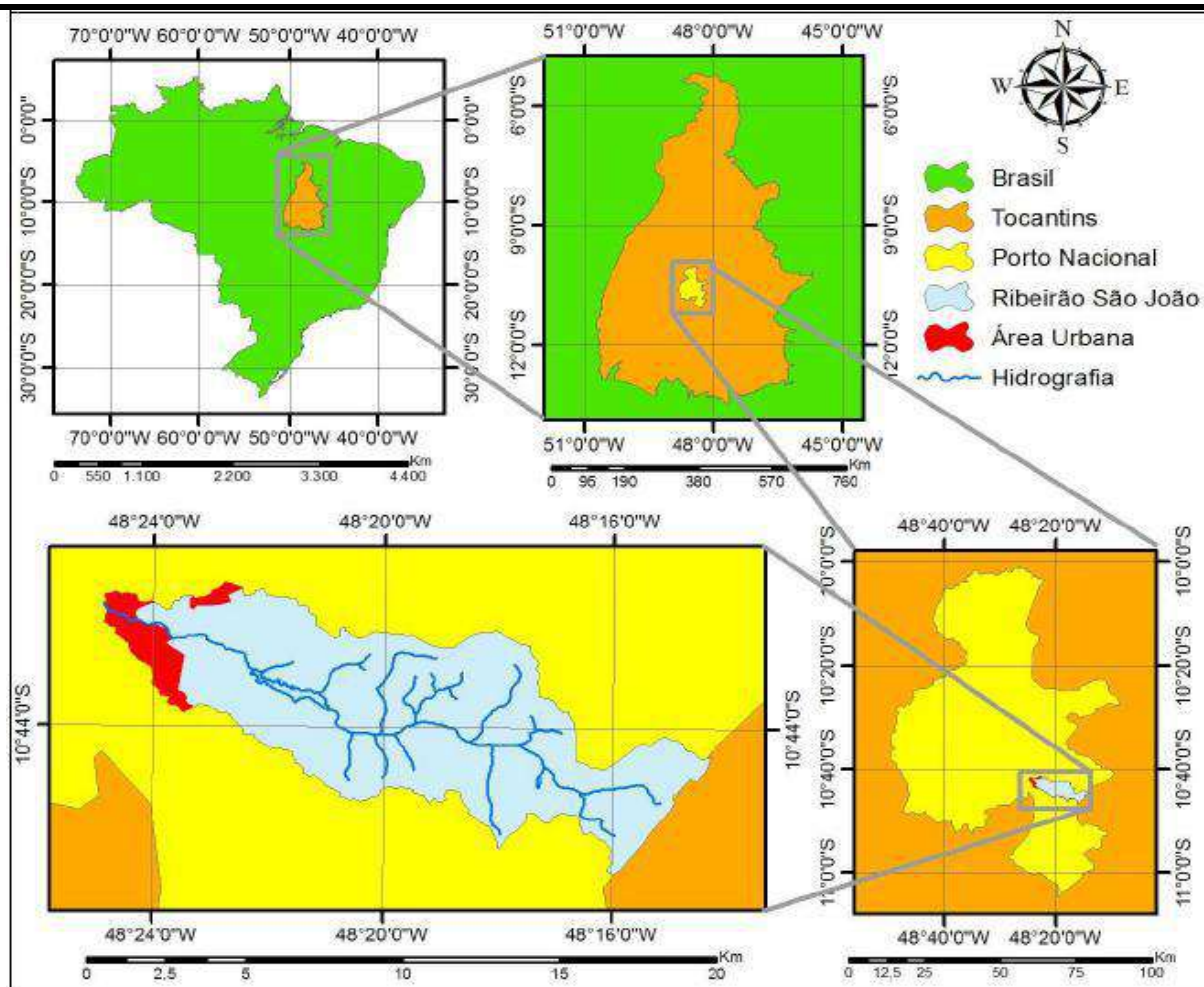 70°0'0"W 60°0'0"W 50°0'0"W 40°0'0"W
0°0'0"
10°0'0"S
20°0'0"S
30°0'0"S
0°0'0"S
10°0'0"S
20°0'0"S
30°0'0"S
70°0'0"W 60°0'0"W 50°0'0"W 40°0'0"W
0 550 1.100 2.200 3.300 4.400
Km
51°0'0"W 48°0'0"W 45°0'0"W
6°0'0"S
9°0'0"S
12°0'0"S
6°0'0"S
9°0'0"S
12°0'0"S
51°0'0"W 48°0'0"W 45°0'0"W
0 95 190 380 570 760
Km
N
W E
S
Brasil
Tocantins
Porto Nacional
Ribeirão São João
Área Urbana
Hidrografia
48°24'0"W 48°20'0"W 48°16'0"W
10°44'0"S
10°44'0"S
48°24'0"W 48°20'0"W 48°16'0"W
0 2.5 5 10 15 20
Km
48°40'0"W 48°20'0"W
10°0'0"S
10°20'0"S
10°40'0"S
11°0'0"S
10°0'0"S
10°20'0"S
10°40'0"S
11°0'0"S
48°40'0"W 48°20'0"W
0 12.5 25 50 75 100
Km